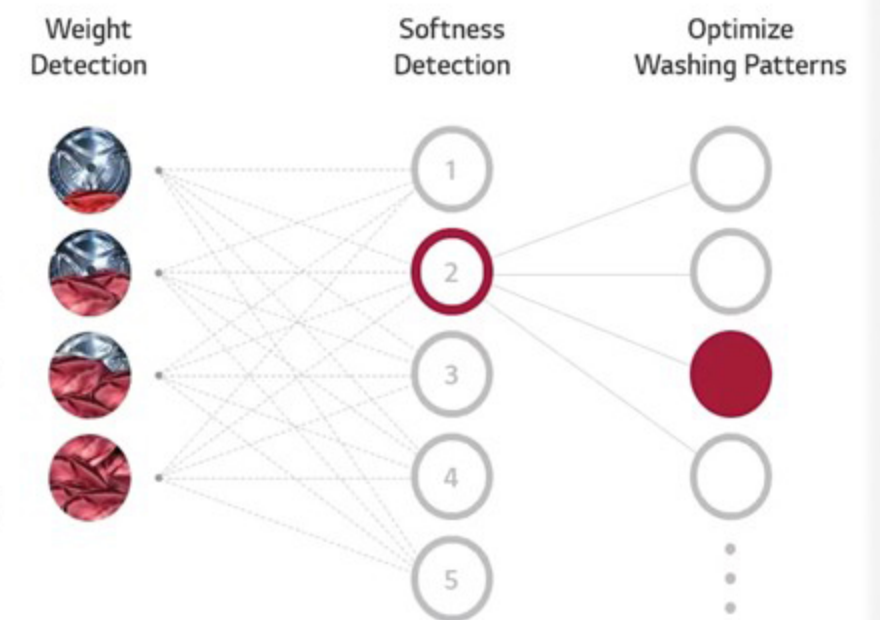 Weight
Detection
Softness
Detection
Optimize
Washing Patterns
1
2
3
4
5